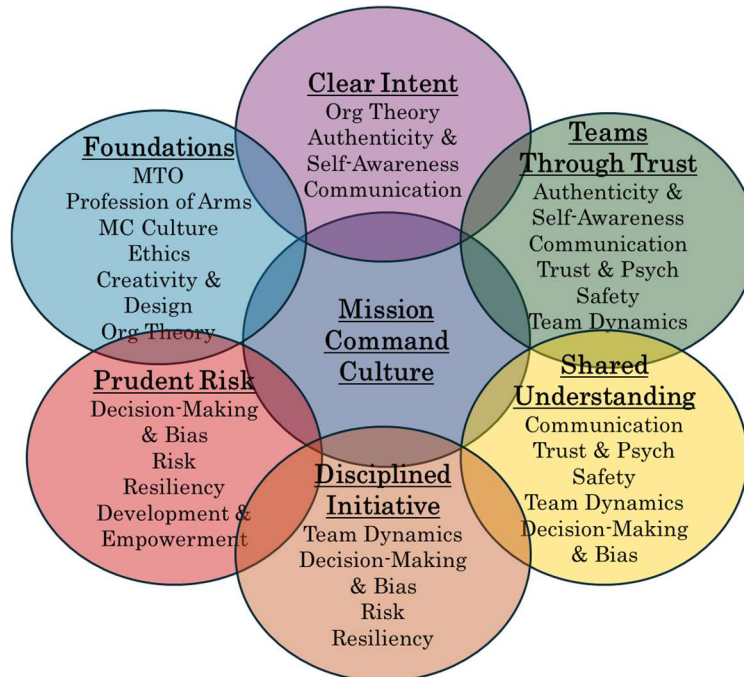 Clear Intent
Org Theory
Authenticity &
Self-Awareness
Communication
Foundations
MTO
Profession of Arms
MC Culture
Ethics
Creativity &
Design
Org Theory
Teams
Through Trust
Authenticity &
Self-Awareness
Communication
Trust & Psych
Safety
Team Dynamics
Mission
Command
Culture
Prudent Risk
Decision-Making
& Bias
Risk
Resiliency
Development &
Empowerment
Shared
Understanding
Communication
Trust & Psych
Safety
Team Dynamics
Decision-Making
& Bias
Disciplined
Initiative
Team Dynamics
Decision-Making
& Bias
Risk
Resiliency